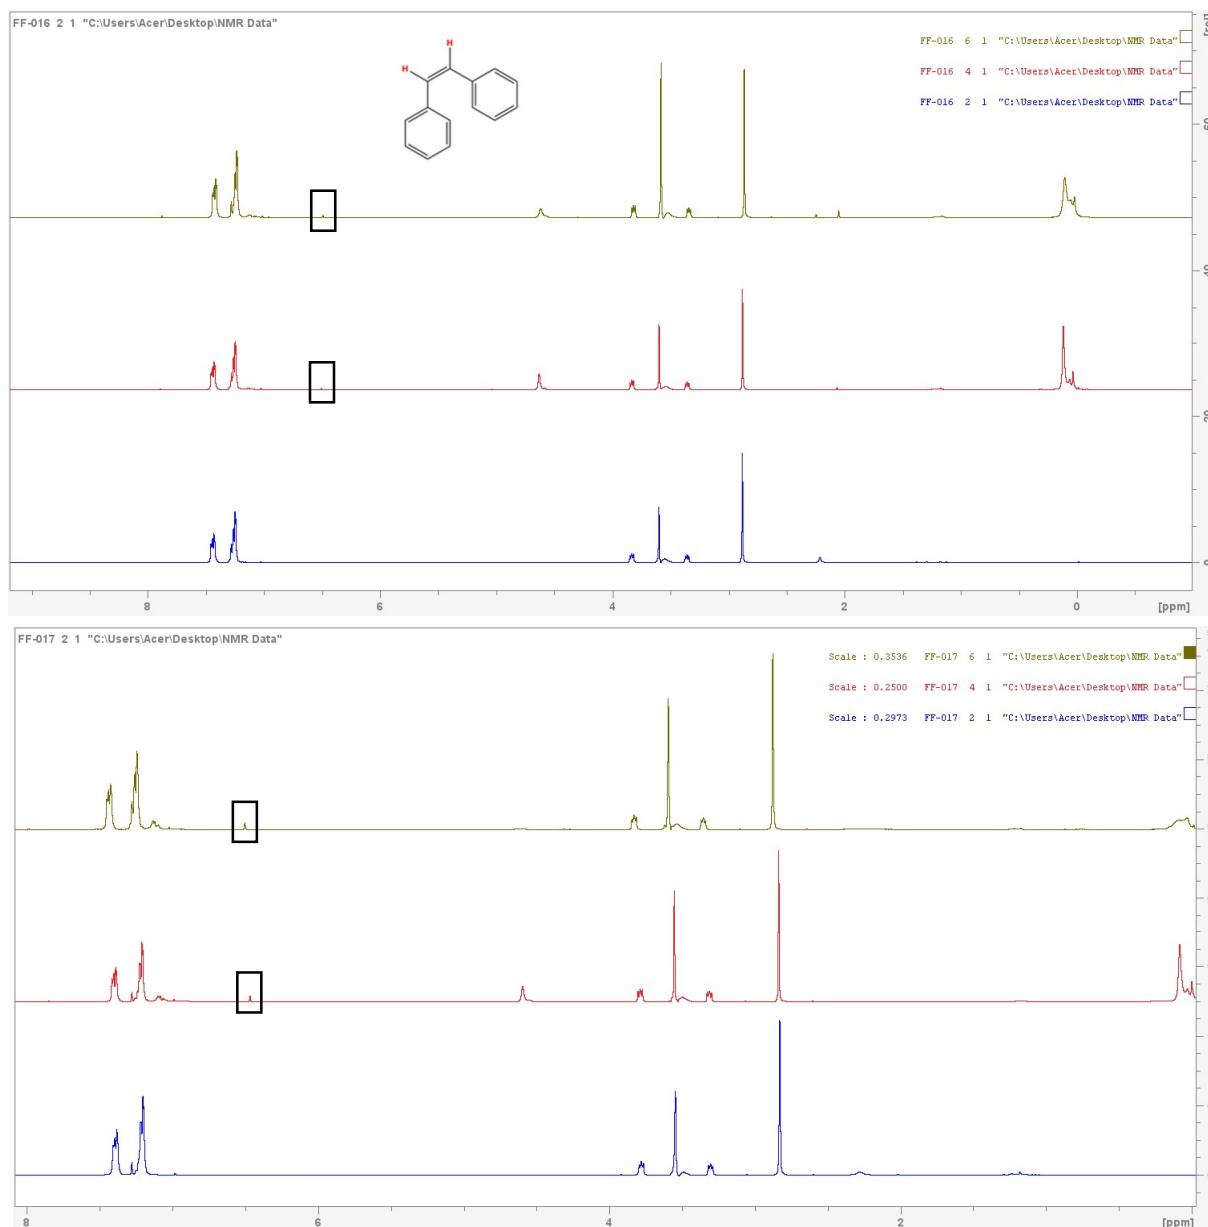 FF-016 2 1 "C:\Users\Acer\Desktop\NMR Data"
FF-016 6 1 "C:\Users\Acer\Desktop\NMR Data"
FF-016 4 1 "C:\Users\Acer\Desktop\NMR Data"
FF-016 2 1 "C:\Users\Acer\Desktop\NMR Data"
H
H
60
40
20
0
8 6 4 2 0 [ppm]
FF-017 2 1 "C:\Users\Acer\Desktop\NMR Data"
Scale : 0.3536 FF-017 6 1 "C:\Users\Acer\Desktop\NMR Data"
Scale : 0.2500 FF-017 4 1 "C:\Users\Acer\Desktop\NMR Data"
Scale : 0.2973 FF-017 2 1 "C:\Users\Acer\Desktop\NMR Data"
8 6 4 2 [ppm]